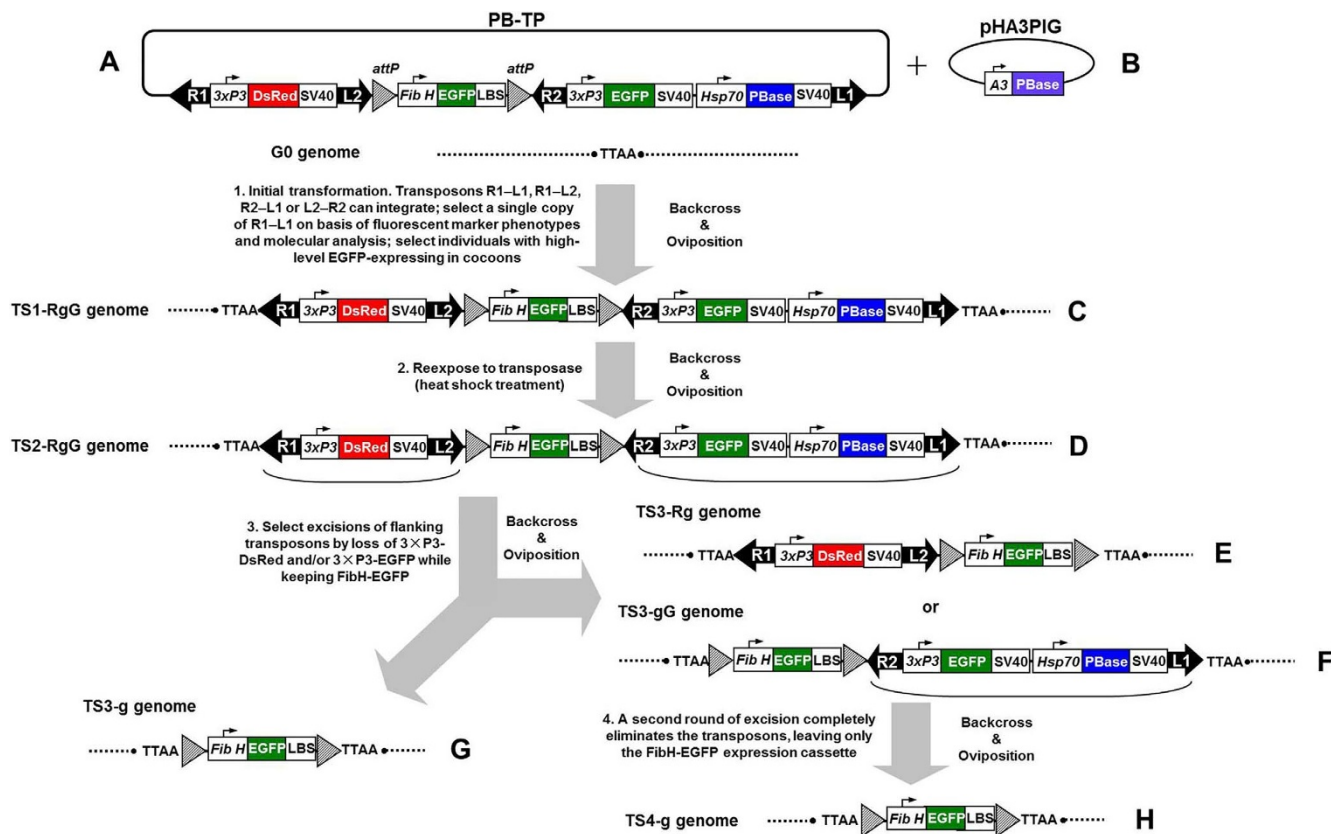 PB-TP
pHA3PIG
A
attP
attP
+
B
R1 3xP3 DsRed SV40 L2 Fib H EGFP LBS R2 3xP3 EGFP SV40 Hsp70 PBase SV40 L1
A3 PBase
G0 genome
TTAA
1. Initial transformation. Transposons R1–L1, R1–L2,
R2–L1 or L2–R2 can integrate; select a single copy
of R1–L1 on basis of fluorescent marker phenotypes
and molecular analysis; select individuals with high-
level EGFP-expressing in cocoons
Backcross
&
Oviposition
TS1-RgG genome
TTAA R1 3xP3 DsRed SV40 L2 Fib H EGFP LBS R2 3xP3 EGFP SV40 Hsp70 PBase SV40 L1 TTAA
C
2. Reexpose to transposase
(heat shock treatment)
Backcross
&
Oviposition
TS2-RgG genome
TTAA R1 3xP3 DsRed SV40 L2 Fib H EGFP LBS R2 3xP3 EGFP SV40 Hsp70 PBase SV40 L1 TTAA
D
3. Select excisions of flanking
transposons by loss of 3×P3-
DsRed and/or 3×P3-EGFP while
keeping FibH-EGFP
Backcross
&
Oviposition
TS3-Rg genome
TTAA R1 3xP3 DsRed SV40 L2 Fib H EGFP LBS TTAA
E
or
TS3-gG genome
TTAA Fib H EGFP LBS R2 3xP3 EGFP SV40 Hsp70 PBase SV40 L1 TTAA
F
TS3-g genome
TTAA Fib H EGFP LBS TTAA
G
4. A second round of excision completely
eliminates the transposons, leaving only
the FibH-EGFP expression cassette
Backcross
&
Oviposition
TS4-g genome
TTAA Fib H EGFP LBS TTAA
H